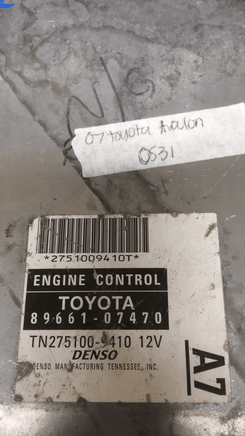 N/G
07 Toyota Avalon
0531
*2751009410T*
ENGINE CONTROL
TOYOTA
89661-07470
TN275100-9410 12V
DENSO
DENSO MANUFACTURING TENNESSEE, INC.
A7